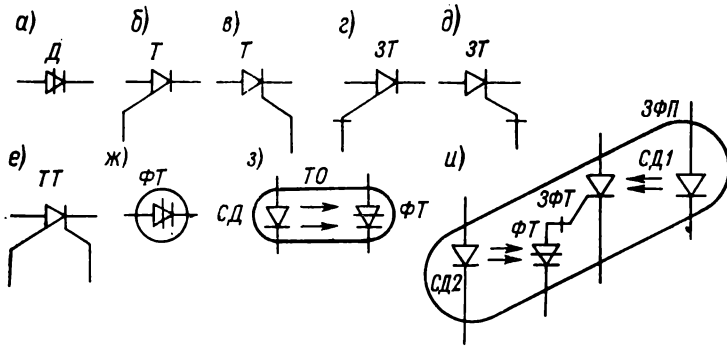 а) б) в) г) д)
Д Т Т ЗТ ЗТ
е) ж) з) и)
ТТ ФТ ТО ЗФП
СД ФТ СД1
ЗФТ
ФТ
СД2